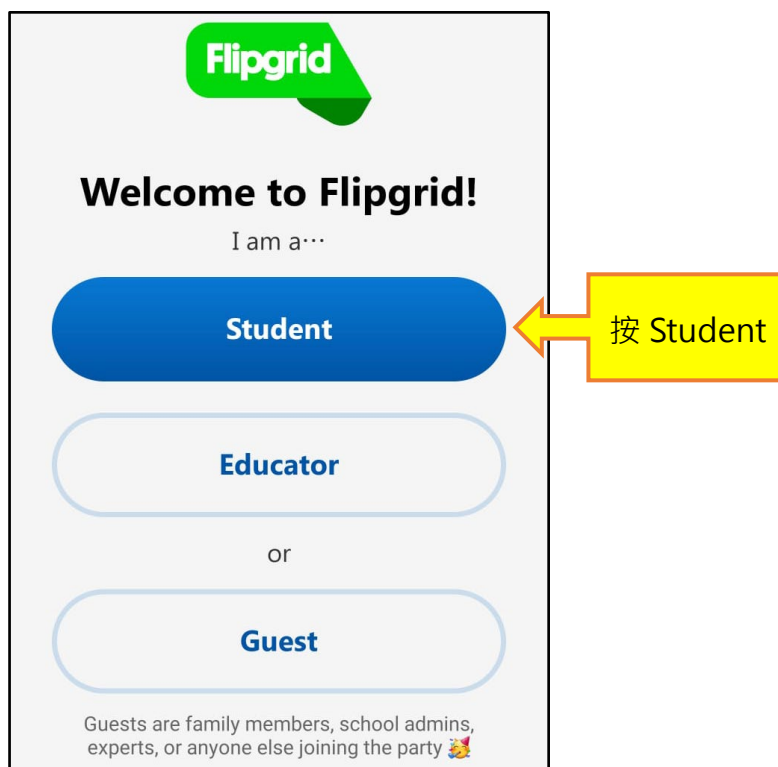 Flipgrid
Welcome to Flipgrid!
I am a…
Student
按 Student
Educator
or
Guest
Guests are family members, school admins,
experts, or anyone else joining the party 🥳